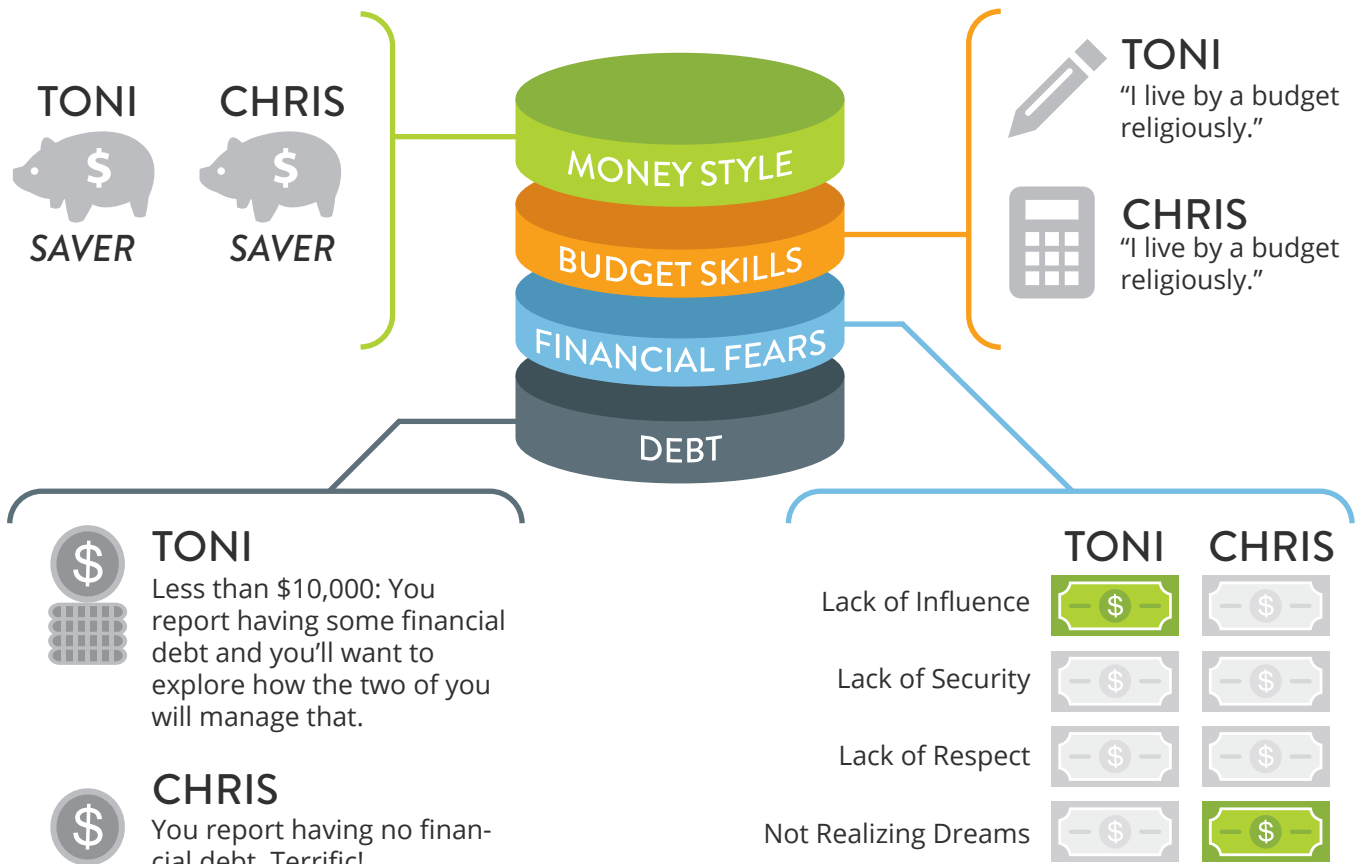 TONI CHRIS
$ $
SAVER SAVER
MONEY STYLE
BUDGET SKILLS
FINANCIAL FEARS
DEBT
TONI
“I live by a budget
religiously.”
CHRIS
“I live by a budget
religiously.”
$
TONI
Less than $10,000: You
report having some financial
debt and you’ll want to
explore how the two of you
will manage that.
$
CHRIS
You report having no finan-
cial debt. Terrific!
TONI CHRIS
Lack of Influence $ $
Lack of Security $ $
Lack of Respect $ $
Not Realizing Dreams $ $